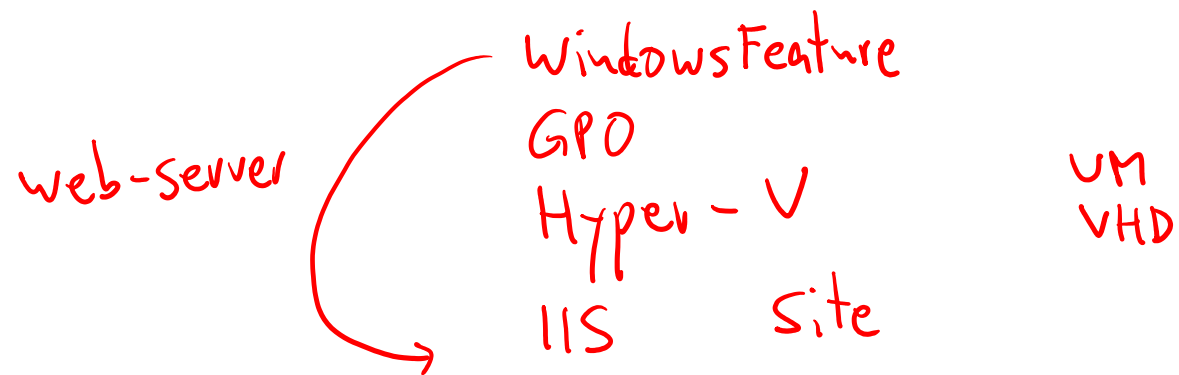 WindowsFeature
GPO
web-server
VM
Hyper-V
VHD
IIS
Site